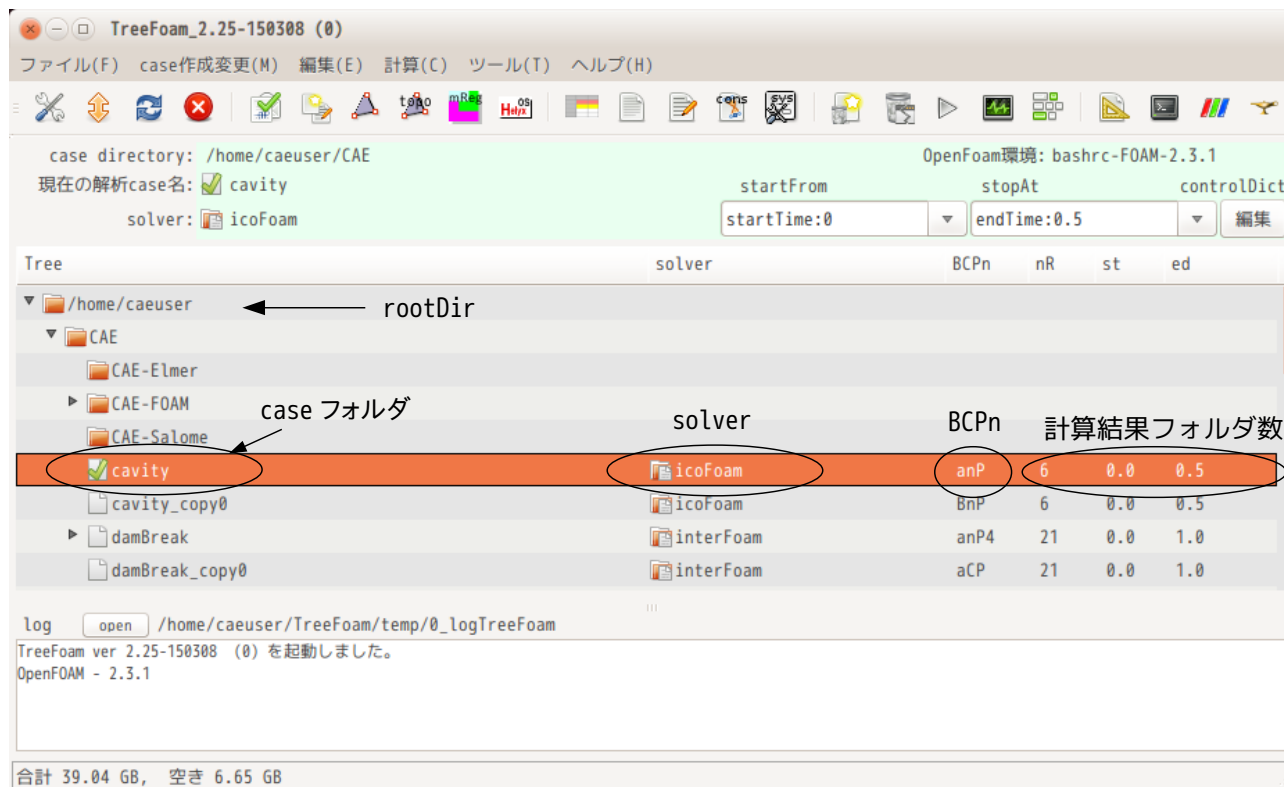 TreeFoam_2.25-150308 (0)
ファイル(F) case作成変更(M) 編集(E) 計算(C) ツール(T) ヘルプ(H)
topo mReg Helyx OS cons sys
case directory: /home/caeuser/CAE OpenFoam環境: bashrc-FOAM-2.3.1
現在の解析case名: cavity startFrom stopAt controlDict
solver: icoFoam startTime:0 endTime:0.5 編集
Tree solver BCPn nR st ed
/home/caeuser rootDir
CAE
CAE-Elmer
CAE-FOAM case フォルダ solver BCPn 計算結果フォルダ数
CAE-Salome
cavity icoFoam anP 6 0.0 0.5
cavity_copy0 icoFoam BnP 6 0.0 0.5
damBreak interFoam anP4 21 0.0 1.0
damBreak_copy0 interFoam aCP 21 0.0 1.0
log open /home/caeuser/TreeFoam/temp/0_logTreeFoam
TreeFoam ver 2.25-150308 (0) を起動しました。
OpenFOAM - 2.3.1
合計 39.04 GB, 空き 6.65 GB